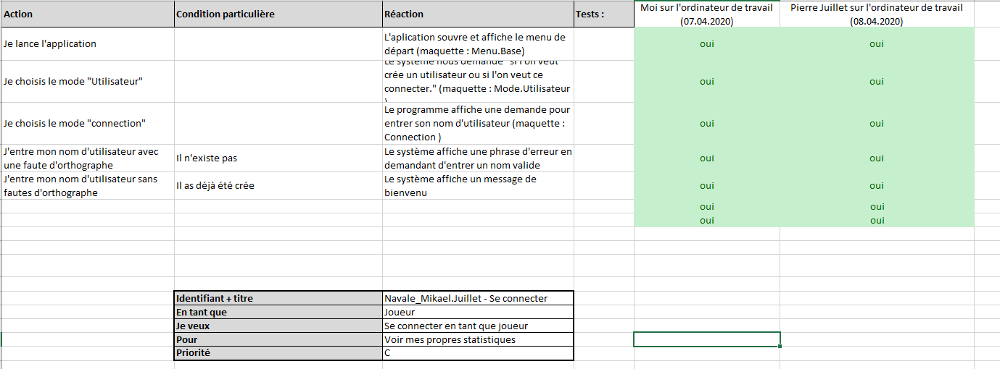 Action Condition particulière Réaction Tests : Moi sur l'ordinateur de travail
(07.04.2020) Pierre Juillet sur l'ordinateur de travail
(08.04.2020)
Je lance l'application
L'aplication souvre et affiche le menu de
départ (maquette : Menu.Base)
oui oui
Je choisis le mode "Utilisateur"
Le système nous demande "si l'on veut
crée un utilisateur ou si l'on veut ce
connecter." (maquette : Mode.Utilisateur
)
oui oui
Je choisis le mode "connection"
Le programme affiche une demande pour
entrer son nom d'utilisateur (maquette :
Connection )
oui oui
J'entre mon nom d'utilisateur avec
une faute d'orthographe
Il n'existe pas
Le système affiche une phrase d'erreur en
demandant d'entrer un nom valide
oui oui
J'entre mon nom d'utilisateur sans
fautes d'orthographe
Il as déjà été crée
Le système affiche un message de
bienvenu
oui oui
oui oui
oui oui
Identifiant + titre Navale_Mikael.Juillet - Se connecter
En tant que Joueur
Je veux Se connecter en tant que joueur
Pour Voir mes propres statistiques
Priorité C